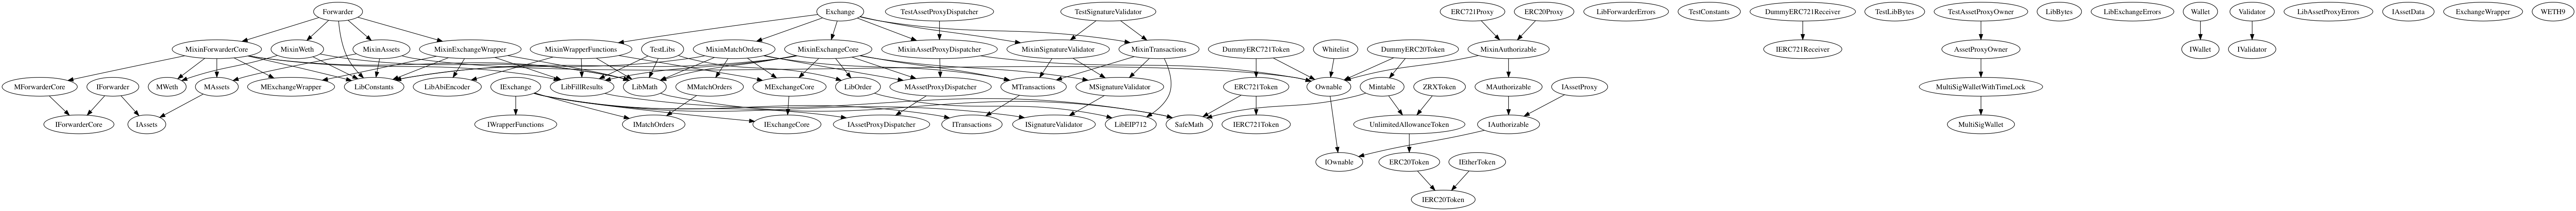 Forwarder
Exchange
TestAssetProxyDispatcher
TestSignatureValidator
ERC721Proxy
ERC20Proxy
LibForwarderErrors
TestConstants
DummyERC721Receiver
TestLibBytes
TestAssetProxyOwner
LibBytes
LibExchangeErrors
Wallet
Validator
LibAssetProxyErrors
IAssetData
ExchangeWrapper
WETH9
MixinForwarderCore
MixinWeth
MixinAssets
MixinExchangeWrapper
MixinWrapperFunctions
TestLibs
MixinMatchOrders
MixinExchangeCore
MixinAssetProxyDispatcher
MixinSignatureValidator
MixinTransactions
DummyERC721Token
Whitelist
DummyERC20Token
MixinAuthorizable
IERC721Receiver
AssetProxyOwner
IWallet
IValidator
MForwarderCore
IForwarder
MWeth
MAssets
MExchangeWrapper
LibConstants
LibAbiEncoder
IExchange
LibFillResults
LibMath
MMatchOrders
MExchangeCore
LibOrder
MAssetProxyDispatcher
MTransactions
MSignatureValidator
ERC721Token
Ownable
Mintable
ZRXToken
MAuthorizable
IAssetProxy
MultiSigWalletWithTimeLock
IForwarderCore
IAssets
IWrapperFunctions
IMatchOrders
IExchangeCore
IAssetProxyDispatcher
ITransactions
ISignatureValidator
LibEIP712
SafeMath
IERC721Token
UnlimitedAllowanceToken
IAuthorizable
MultiSigWallet
IOwnable
ERC20Token
IEtherToken
IERC20Token